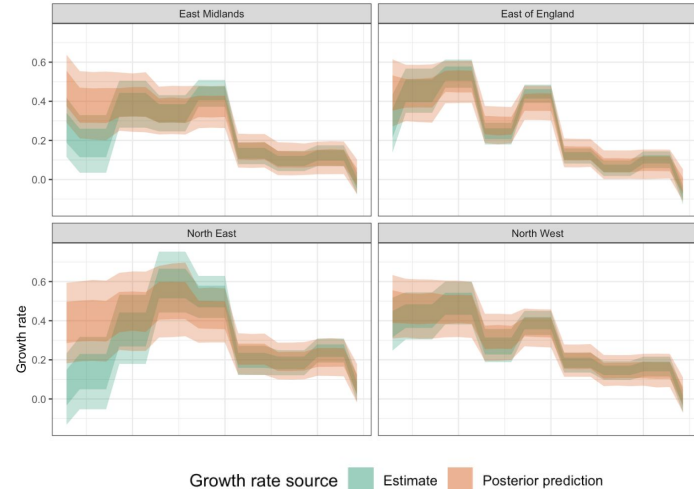 East Midlands
East of England
0.6
0.4
0.2
0.0
North East
North West
0.6
0.4
0.2
0.0
Growth rate
Growth rate source
Estimate
Posterior prediction